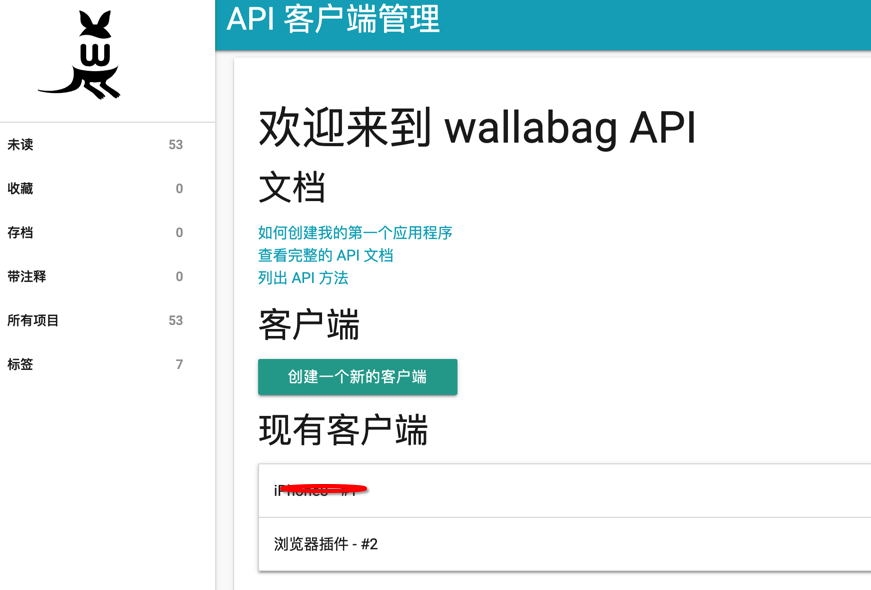 API 客户端管理
未读 53
收藏 0
存档 0
带注释 0
所有项目 53
标签 7
欢迎来到 wallabag API
文档
如何创建我的第一个应用程序
查看完整的 API 文档
列出 API 方法
客户端
创建一个新的客户端
现有客户端
浏览器插件 - #2